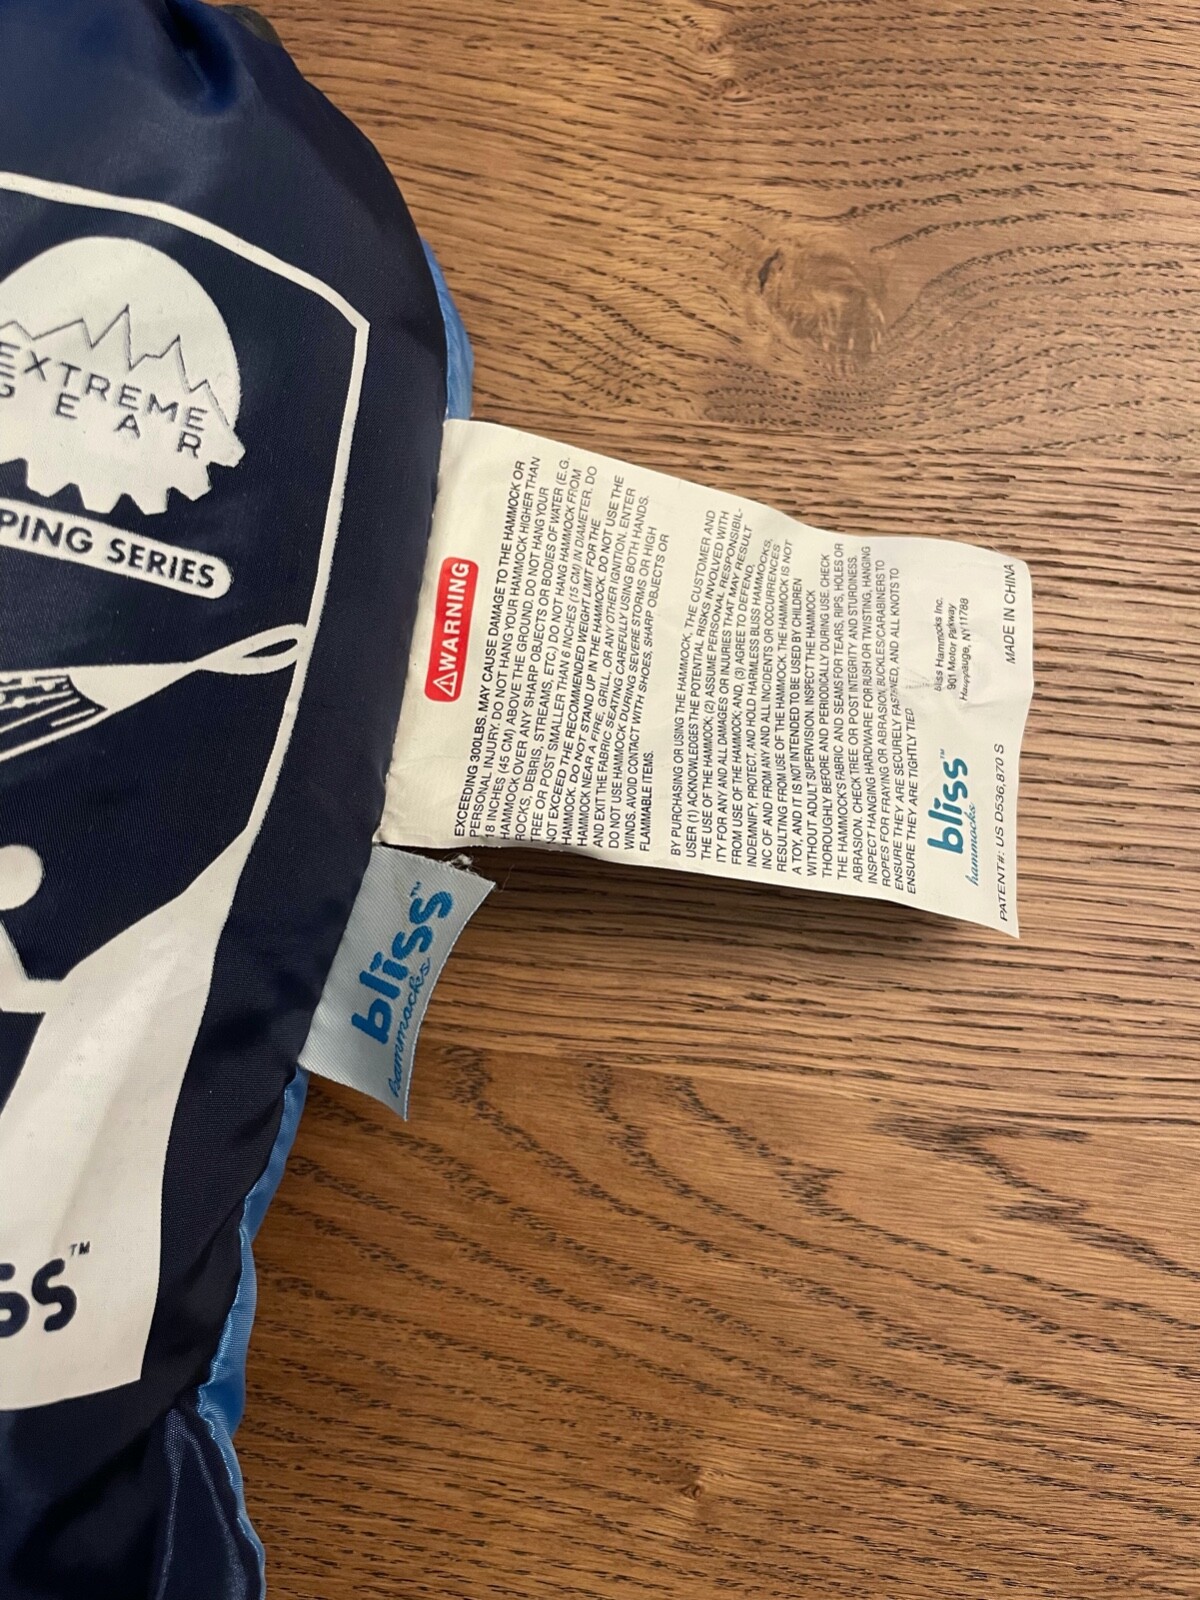 EXTREME
GEAR
PING SERIES
ss™
bliss™
hammocks
WARNING
EXCEEDING 300LBS. MAY CAUSE DAMAGE TO THE HAMMOCK OR
PERSONAL INJURY. DO NOT HANG YOUR HAMMOCK HIGHER THAN
18 INCHES (45 CM) ABOVE THE GROUND. DO NOT HANG YOUR
HAMMOCK OVER ANY SHARP OBJECTS OR BODIES OF WATER (E.G.
ROCKS, DEBRIS, STREAMS, ETC.) DO NOT HANG HAMMOCK FROM
TREE OR POST SMALLER THAN 6 INCHES (15 CM) IN DIAMETER. DO
NOT EXCEED THE RECOMMENDED WEIGHT LIMIT FOR THE
HAMMOCK. DO NOT STAND UP IN THE HAMMOCK. DO NOT USE THE
HAMMOCK NEAR A FIRE, GRILL, OR ANY OTHER IGNITION. ENTER
AND EXIT THE FABRIC SEATING CAREFULLY USING BOTH HANDS.
DO NOT USE HAMMOCK DURING SEVERE STORMS OR HIGH
WINDS. AVOID CONTACT WITH SHOES, SHARP OBJECTS OR
FLAMMABLE ITEMS.
BY PURCHASING OR USING THE HAMMOCK, THE CUSTOMER AND
USER (1) ACKNOWLEDGES THE POTENTIAL RISKS INVOLVED WITH
THE USE OF THE HAMMOCK; (2) ASSUME PERSONAL RESPONSIBIL-
ITY FOR ANY AND ALL DAMAGES OR INJURIES THAT MAY RESULT
FROM USE OF THE HAMMOCK; AND, (3) AGREE TO DEFEND,
INDEMNIFY, PROTECT, AND HOLD HARMLESS BLISS HAMMOCKS,
INC OF AND FROM ANY AND ALL INCIDENTS OR OCCURRENCES
RESULTING FROM USE OF THE HAMMOCK. THE HAMMOCK IS NOT
A TOY, AND IT IS NOT INTENDED TO BE USED BY CHILDREN
WITHOUT ADULT SUPERVISION. INSPECT THE HAMMOCK
THOROUGHLY BEFORE AND PERIODICALLY DURING USE. CHECK
THE HAMMOCK'S FABRIC AND SEAMS FOR TEARS, RIPS, HOLES OR
ABRASION. CHECK TREE OR POST INTEGRITY AND STURDINESS.
INSPECT HANGING HARDWARE FOR RUSH OR TWISTING, HANGING
ROPES FOR FRAYING OR ABRASION, BUCKLES/CARABINERS TO
ENSURE THEY ARE SECURELY FASTENED, AND ALL KNOTS TO
ENSURE THEY ARE TIGHTLY TIED.
bliss™
hammocks
bliss Hammocks Inc.
901 Motor Parkway
Hauppauge, NY 11788
PATENT#: US D536,870 S
MADE IN CHINA